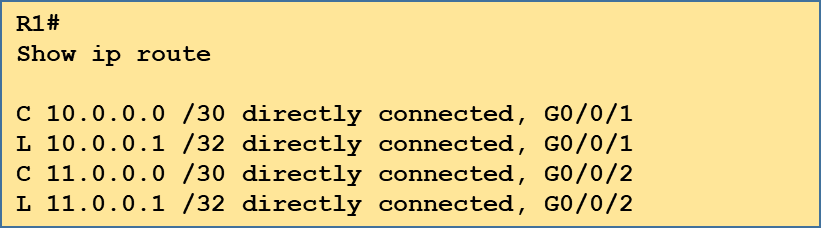 R1#
Show ip route
C 10.0.0.0 /30 directly connected, G0/0/1
L 10.0.0.1 /32 directly connected, G0/0/1
C 11.0.0.0 /30 directly connected, G0/0/2
L 11.0.0.1 /32 directly connected, G0/0/2